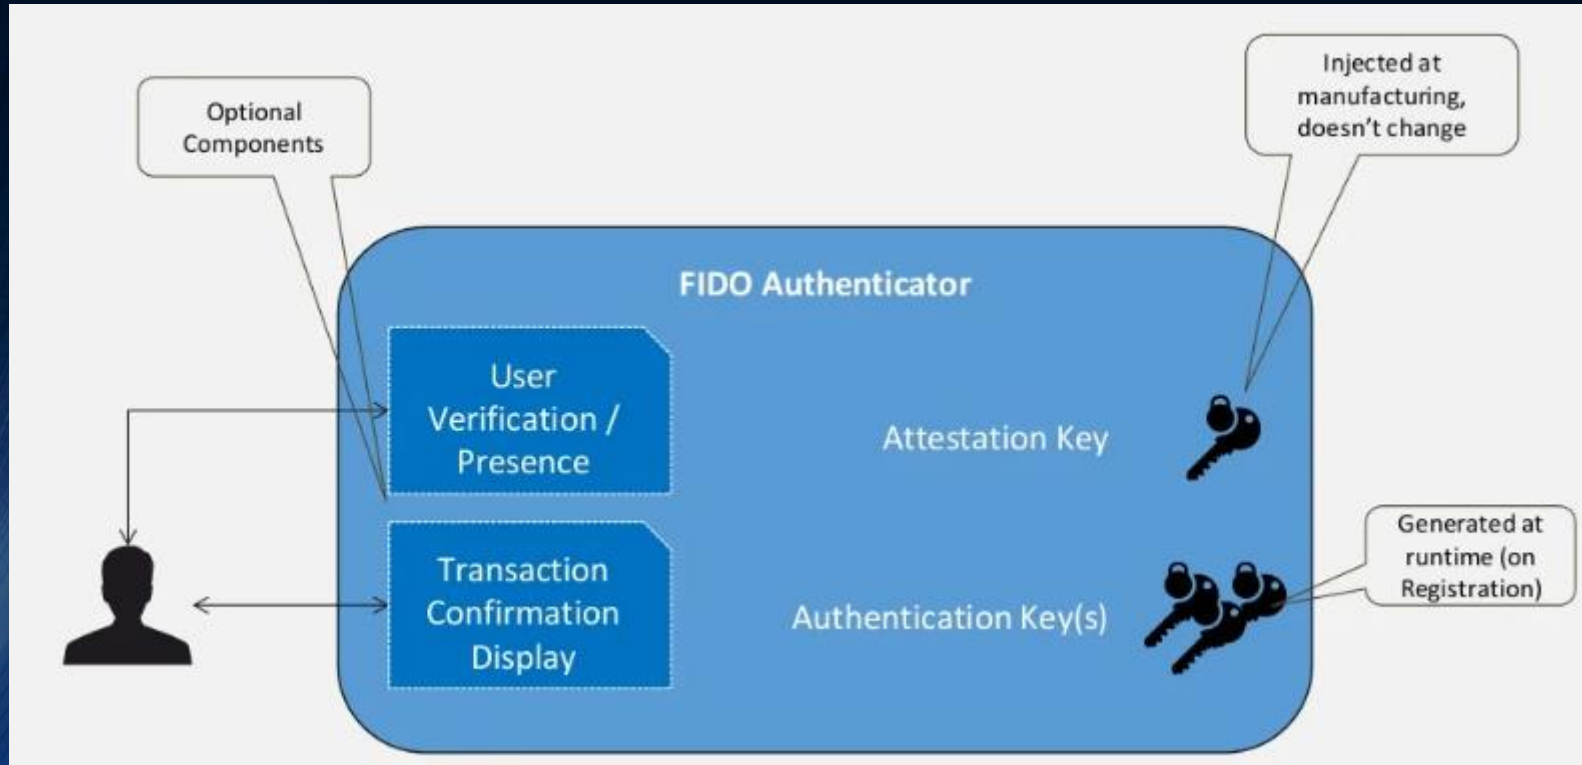 Optional
Components
Injected at
manufacturing,
doesn't change
FIDO Authenticator
User
Verification /
Presence
Attestation Key
Transaction
Confirmation
Display
Authentication Key(s)
Generated at
runtime (on
Registration)